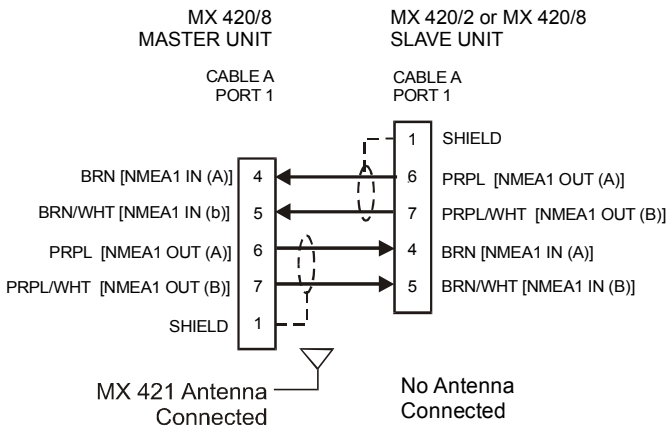 MX 420/8
MASTER UNIT
MX 420/2 or MX 420/8
SLAVE UNIT
CABLE A
PORT 1
CABLE A
PORT 1
1 SHIELD
BRN [NMEA1 IN (A)] 4
6 PRPL [NMEA1 OUT (A)]
BRN/WHT [NMEA1 IN (b)] 5
7 PRPL/WHT [NMEA1 OUT (B)]
PRPL [NMEA1 OUT (A)] 6
4 BRN [NMEA1 IN (A)]
PRPL/WHT [NMEA1 OUT (B)] 7
5 BRN/WHT [NMEA1 IN (B)]
SHIELD 1
MX 421 Antenna
Connected
No Antenna
Connected